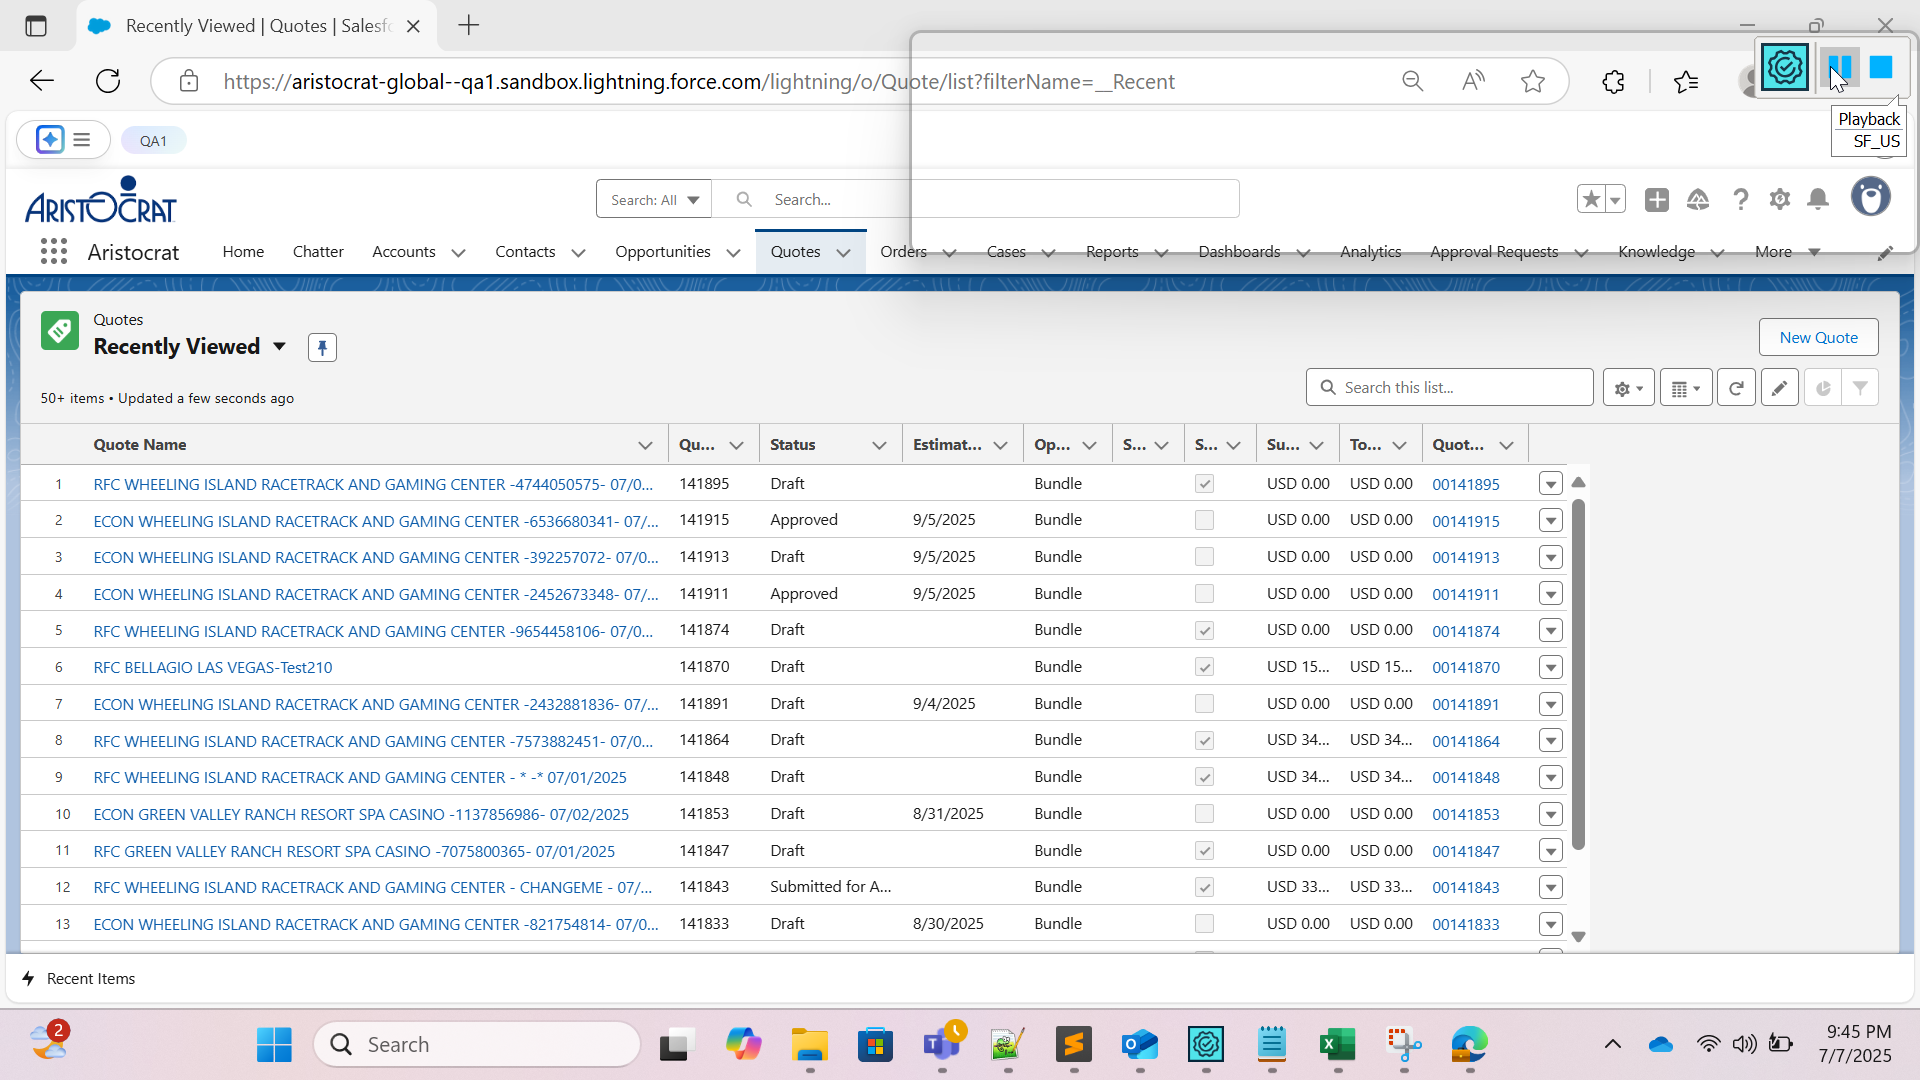 Recently Viewed | Quotes | Salesfo
https://aristocrat-global--qa1.sandbox.lightning.force.com/lightning/o/Quote/list?filterName=__Recent
Playback
SF_US
QA1
ARISTOCRAT
Search: All
Search...
Aristocrat
Home
Chatter
Accounts
Contacts
Opportunities
Quotes
Orders
Cases
Reports
Dashboards
Analytics
Approval Requests
Knowledge
More
Quotes
Recently Viewed
New Quote
50+ items • Updated a few seconds ago
Search this list...
Quote Name Qu... Status Estimat... Op... S... S... Su... To... Quot...
1 RFC WHEELING ISLAND RACETRACK AND GAMING CENTER -4744050575- 07/0... 141895 Draft Bundle USD 0.00 USD 0.00 00141895
2 ECON WHEELING ISLAND RACETRACK AND GAMING CENTER -6536680341- 07/... 141915 Approved 9/5/2025 Bundle USD 0.00 USD 0.00 00141915
3 ECON WHEELING ISLAND RACETRACK AND GAMING CENTER -392257072- 07/0... 141913 Draft 9/5/2025 Bundle USD 0.00 USD 0.00 00141913
4 ECON WHEELING ISLAND RACETRACK AND GAMING CENTER -2452673348- 07/... 141911 Approved 9/5/2025 Bundle USD 0.00 USD 0.00 00141911
5 RFC WHEELING ISLAND RACETRACK AND GAMING CENTER -9654458106- 07/0... 141874 Draft Bundle USD 0.00 USD 0.00 00141874
6 RFC BELLAGIO LAS VEGAS-Test210 141870 Draft Bundle USD 15... USD 15... 00141870
7 ECON WHEELING ISLAND RACETRACK AND GAMING CENTER -2432881836- 07/... 141891 Draft 9/4/2025 Bundle USD 0.00 USD 0.00 00141891
8 RFC WHEELING ISLAND RACETRACK AND GAMING CENTER -7573882451- 07/0... 141864 Draft Bundle USD 34... USD 34... 00141864
9 RFC WHEELING ISLAND RACETRACK AND GAMING CENTER - * -* 07/01/2025 141848 Draft Bundle USD 34... USD 34... 00141848
10 ECON GREEN VALLEY RANCH RESORT SPA CASINO -1137856986- 07/02/2025 141853 Draft 8/31/2025 Bundle USD 0.00 USD 0.00 00141853
11 RFC GREEN VALLEY RANCH RESORT SPA CASINO -7075800365- 07/01/2025 141847 Draft Bundle USD 0.00 USD 0.00 00141847
12 RFC WHEELING ISLAND RACETRACK AND GAMING CENTER - CHANGEME - 07/... 141843 Submitted for A... Bundle USD 33... USD 33... 00141843
13 ECON WHEELING ISLAND RACETRACK AND GAMING CENTER -821754814- 07/0... 141833 Draft 8/30/2025 Bundle USD 0.00 USD 0.00 00141833
Recent Items
2
Search
9:45 PM
7/7/2025